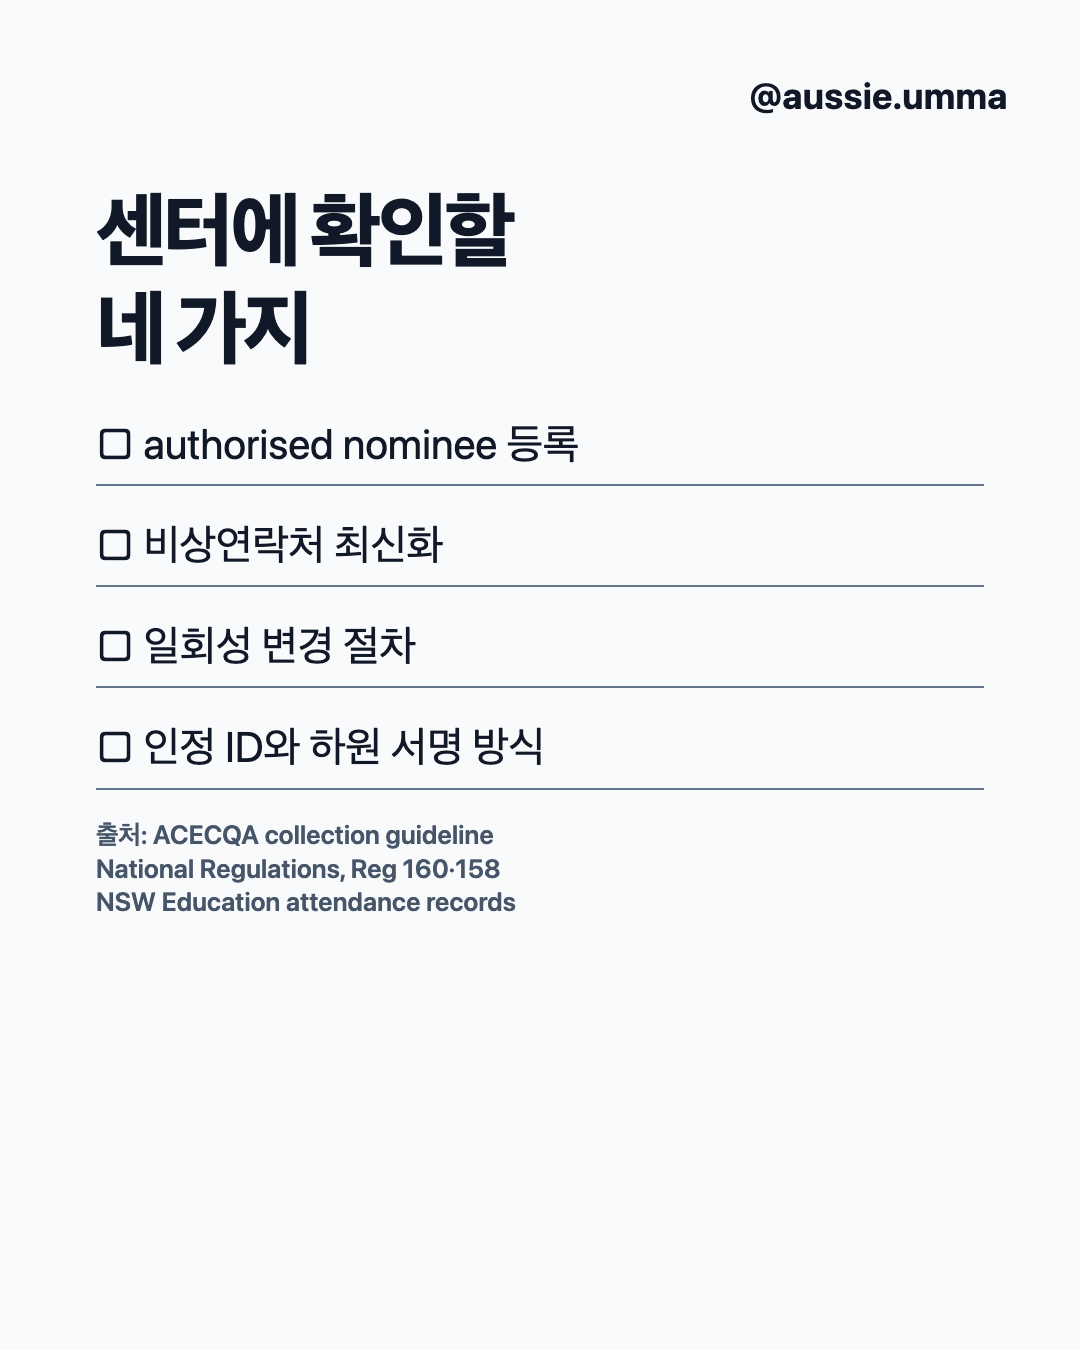 @aussie.umma
센터에 확인할
네 가지
☐ authorised nominee 등록
☐ 비상연락처 최신화
☐ 일회성 변경 절차
☐ 인정 ID와 하원 서명 방식
출처: ACECQA collection guideline
National Regulations, Reg 160·158
NSW Education attendance records